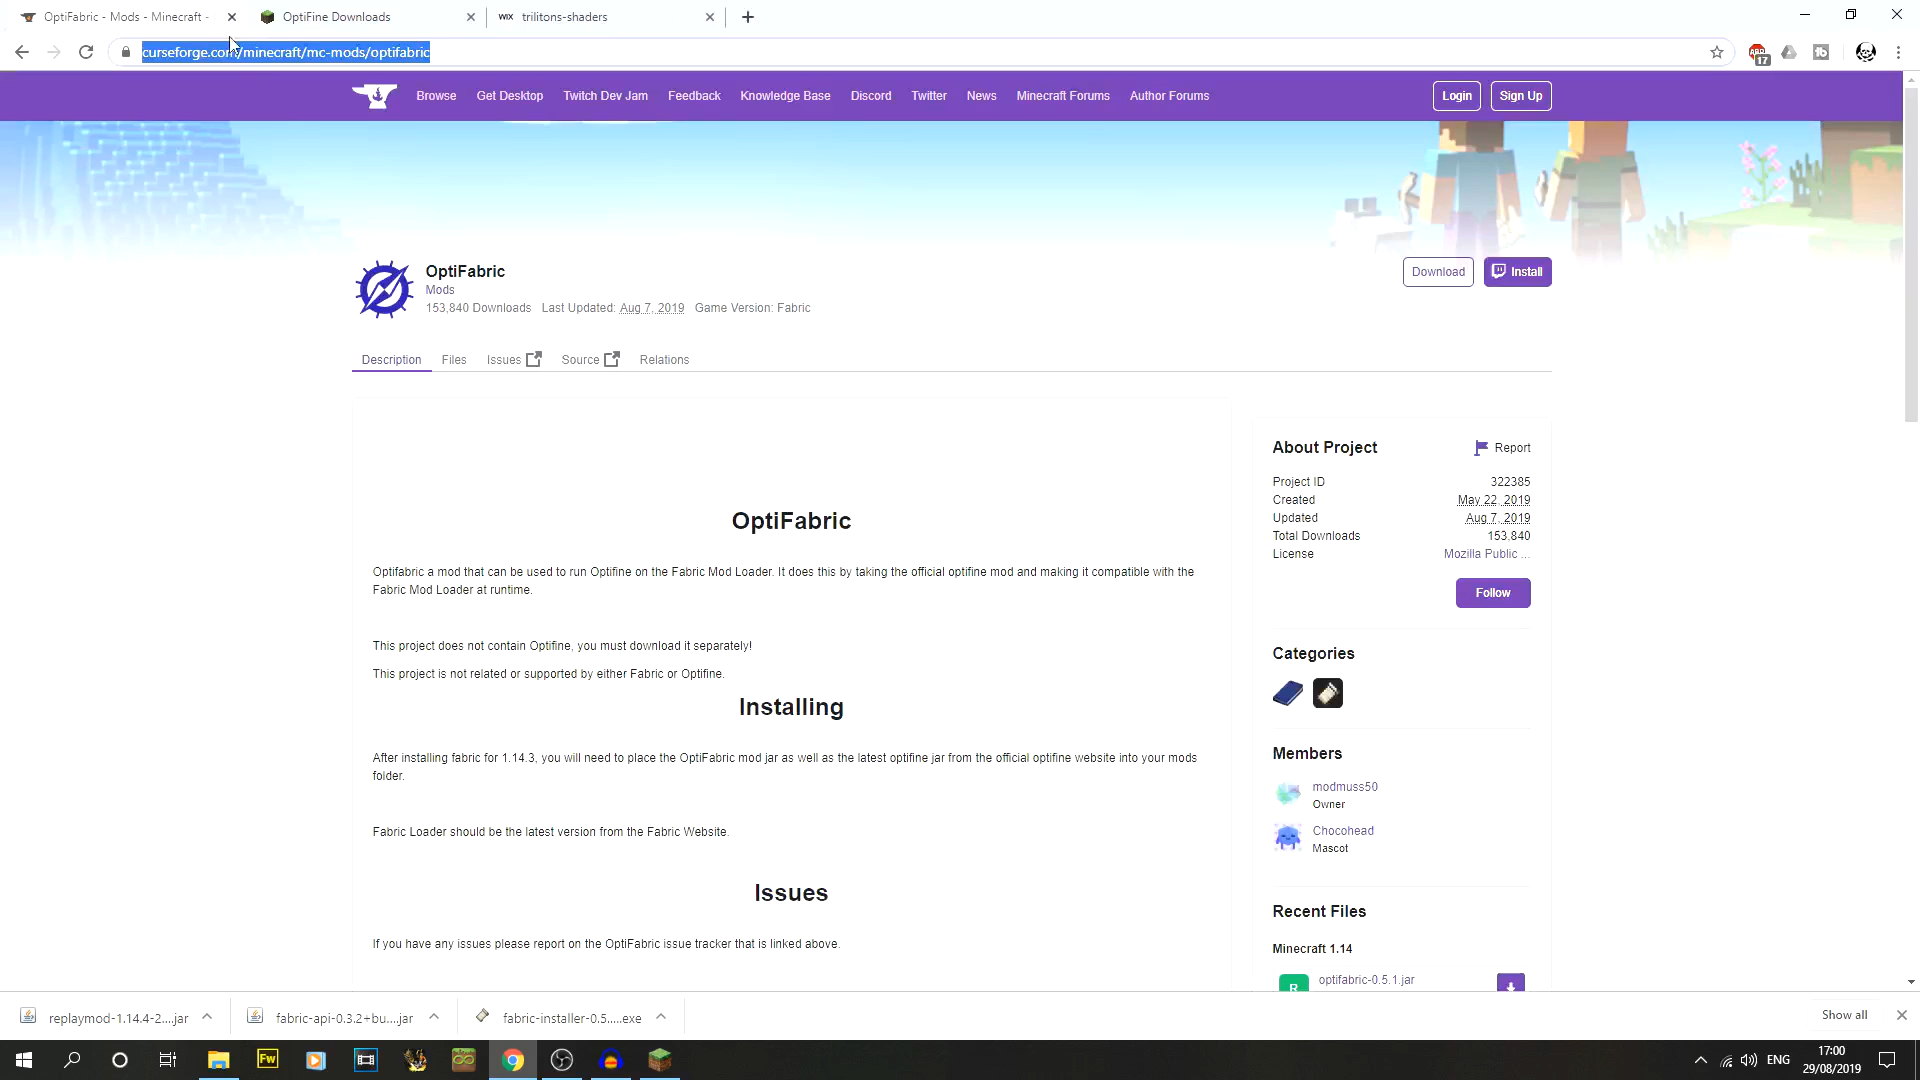 OptiFabric - Mods - Minecraft -
OptiFine Downloads
WIX trilitons-shaders
curseforge.com/minecraft/mc-mods/optifabric
ABP
17
Browse Get Desktop Twitch Dev Jam Feedback Knowledge Base Discord Twitter News Minecraft Forums Author Forums
Login Sign Up
OptiFabric
Mods
153,840 Downloads Last Updated: Aug 7, 2019 Game Version: Fabric
Download Install
Description Files Issues Source Relations
OptiFabric
Optifabric a mod that can be used to run Optifine on the Fabric Mod Loader. It does this by taking the official optifine mod and making it compatible with the
Fabric Mod Loader at runtime.
This project does not contain Optifine, you must download it separately!
This project is not related or supported by either Fabric or Optifine.
Installing
After installing fabric for 1.14.3, you will need to place the OptiFabric mod jar as well as the latest optifine jar from the official optifine website into your mods
folder.
Fabric Loader should be the latest version from the Fabric Website.
Issues
If you have any issues please report on the OptiFabric issue tracker that is linked above.
About Project Report
Project ID 322385
Created May 22, 2019
Updated Aug 7, 2019
Total Downloads 153,840
License Mozilla Public ...
Follow
Categories
Members
modmuss50
Owner
Chocohead
Mascot
Recent Files
Minecraft 1.14
R optifabric-0.5.1.jar
replaymod-1.14.4-2....jar
fabric-api-0.3.2+bu....jar
fabric-installer-0.5.....exe
Show all
Fw
ENG
17:00
29/08/2019